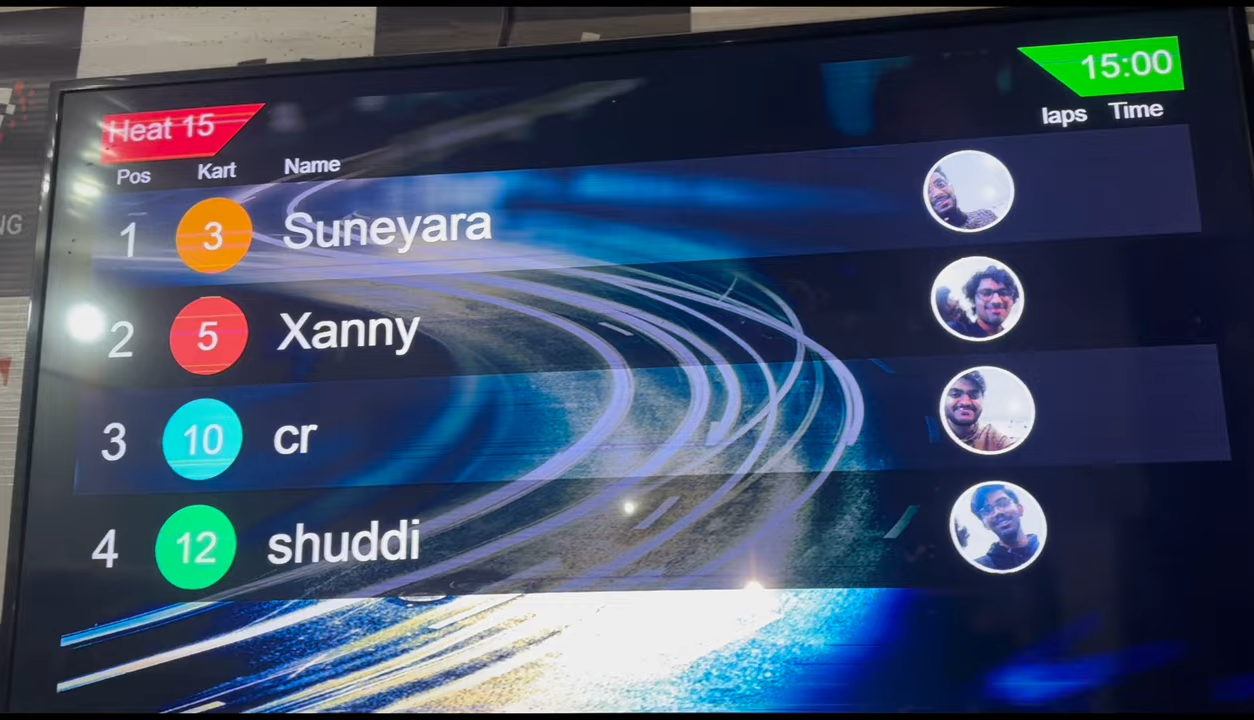 Heat 15
15:00
Pos Kart Name laps Time
1 3 Suneyara
2 5 Xanny
3 10 cr
4 12 shuddi
NG